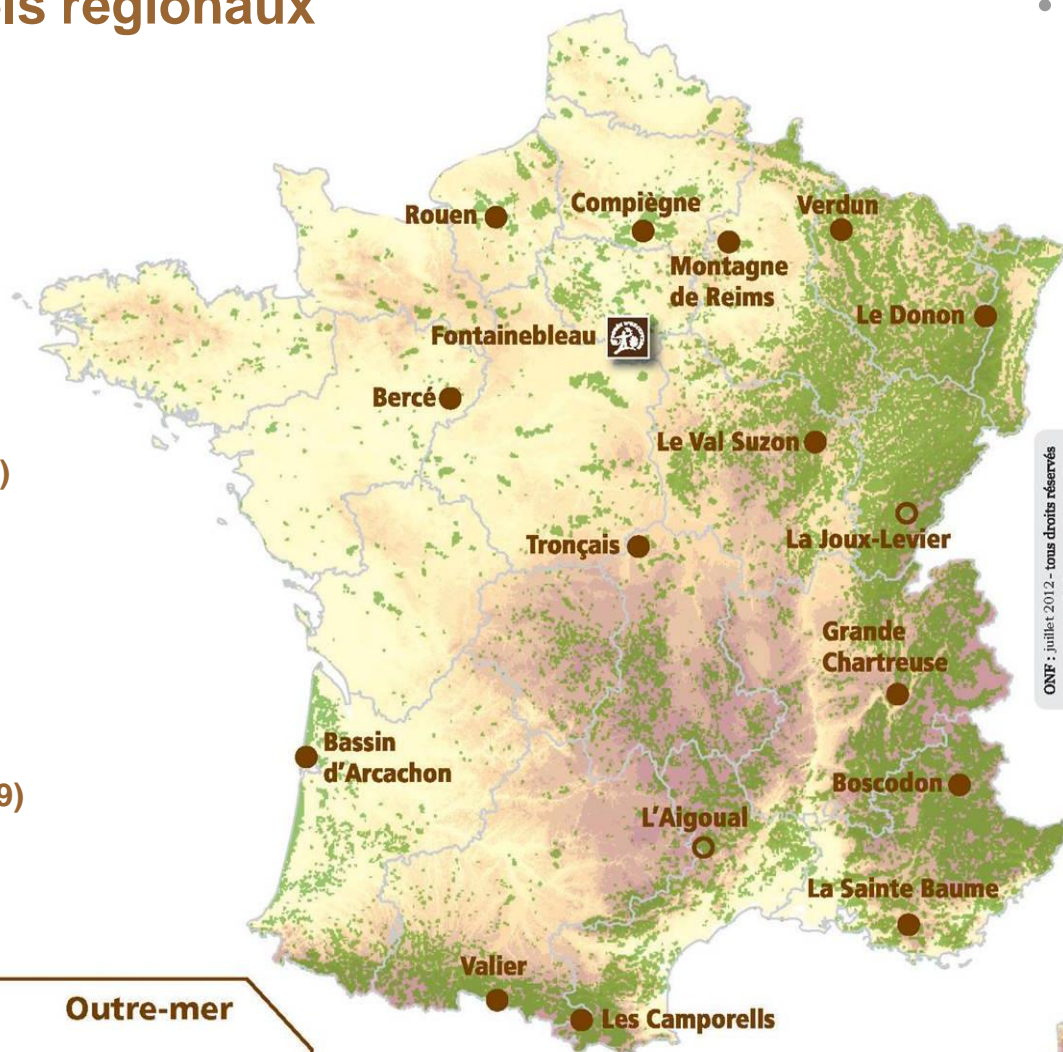 ls régionaux
Rouen
Compiègne
Verdun
Montagne
de Reims
Le Donon
Fontainebleau
Bercé
Le Val Suzon
)
La Joux-Levier
Tronçais
ONF : juillet 2012 - tous droits réservés
Grande
Chartreuse
Bassin
d'Arcachon
Boscodon
9)
L'Aigoual
La Sainte Baume
Valier
Outre-mer
Les Camporells